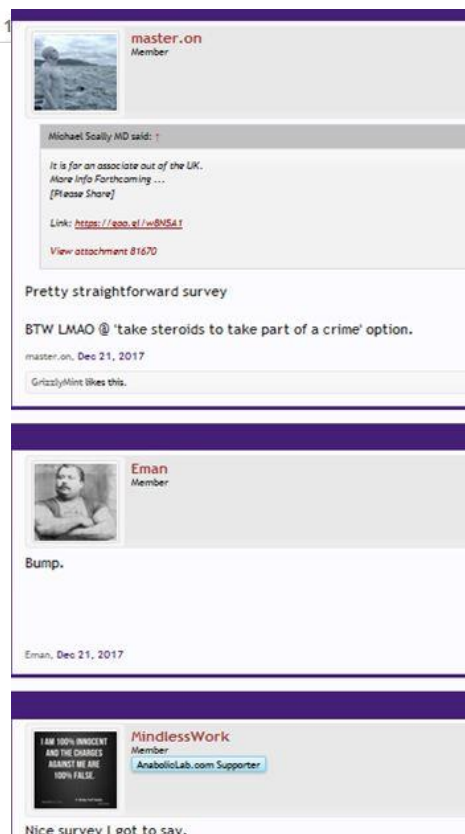 1
master.on
Member
Michael Scally MD said: ↑
It is for an associate out of the UK.
More Info Forthcoming ...
[Please Share]
Link: https://goo.gl/w8NSA1
View attachment 81670
Pretty straightforward survey
BTW LMAO @ 'take steroids to take part of a crime' option.
master.on, Dec 21, 2017
GrizzlyMint likes this.
Eman
Member
Bump.
Eman, Dec 21, 2017
I AM 100% INNOCENT
AND THE CHARGES
AGAINST ME ARE
100% FALSE.
MindlessWork
Member
AnabolicLab.com Supporter
Nice survey I got to say.